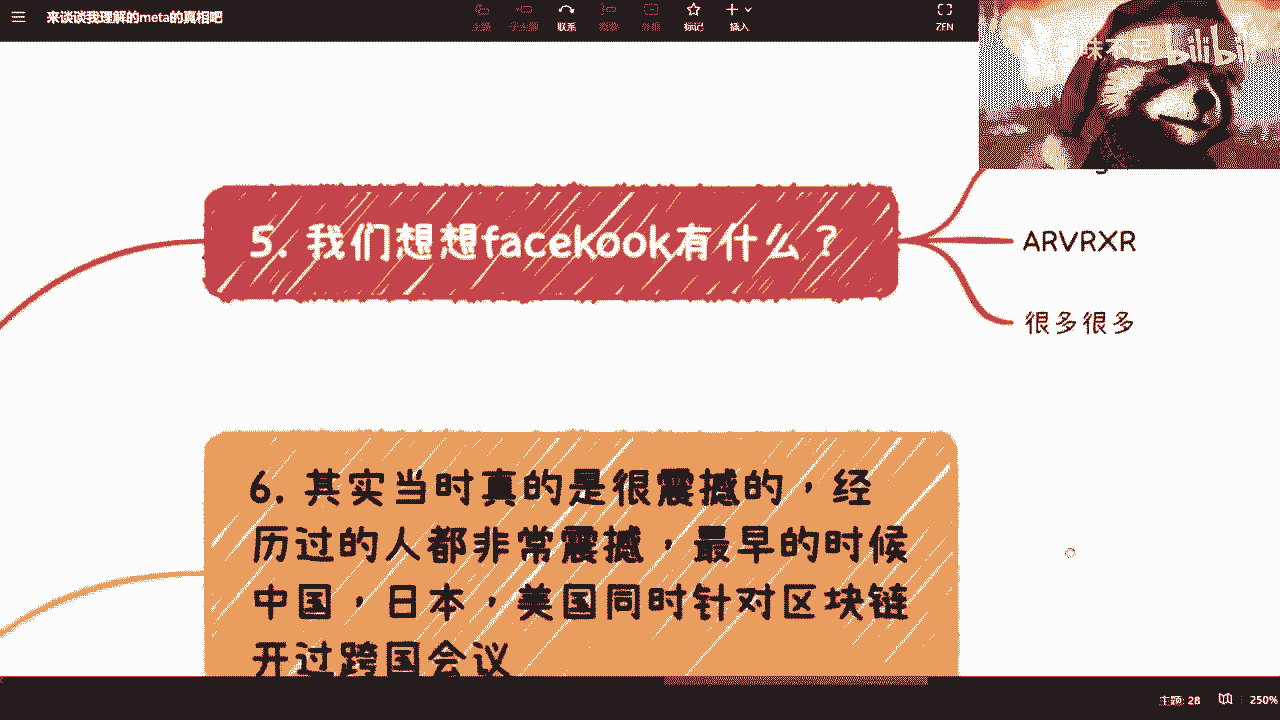 来谈谈我理解的meta的真相吧
主题 子主题 联系 概要 外框 标记 插入 ZEN
bilibili
5. 我们想想facekook有什么？
ARVRXR
很多很多
6. 其实当时真的是很震撼的，经
历过的人都非常震撼，最早的时候
中国，日本，美国同时针对区块链
开过跨国会议
主题: 28 250%